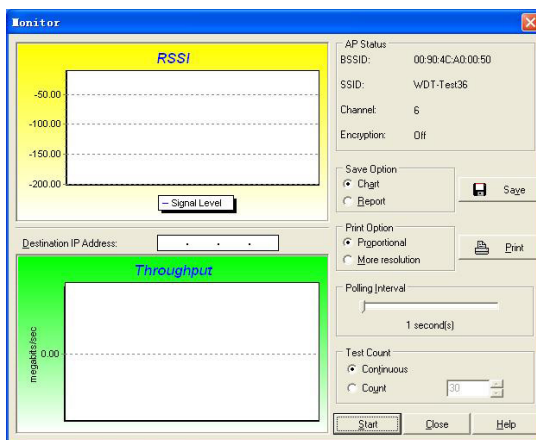 Monitor
RSSI
-50.00
-100.00
-150.00
-200.00
Signal Level
Destination IP Address: . . .
Throughput
megabits/sec
0.00
AP Status
BSSID: 00:90:4C:A0:00:50
SSID: WDT-Test36
Channel: 6
Encryption: Off
Save Option
Chart
Report
Save
Print Option
Proportional
More resolution
Print
Polling Interval
1 second(s)
Test Count
Continuous
Count 30
Start Close Help